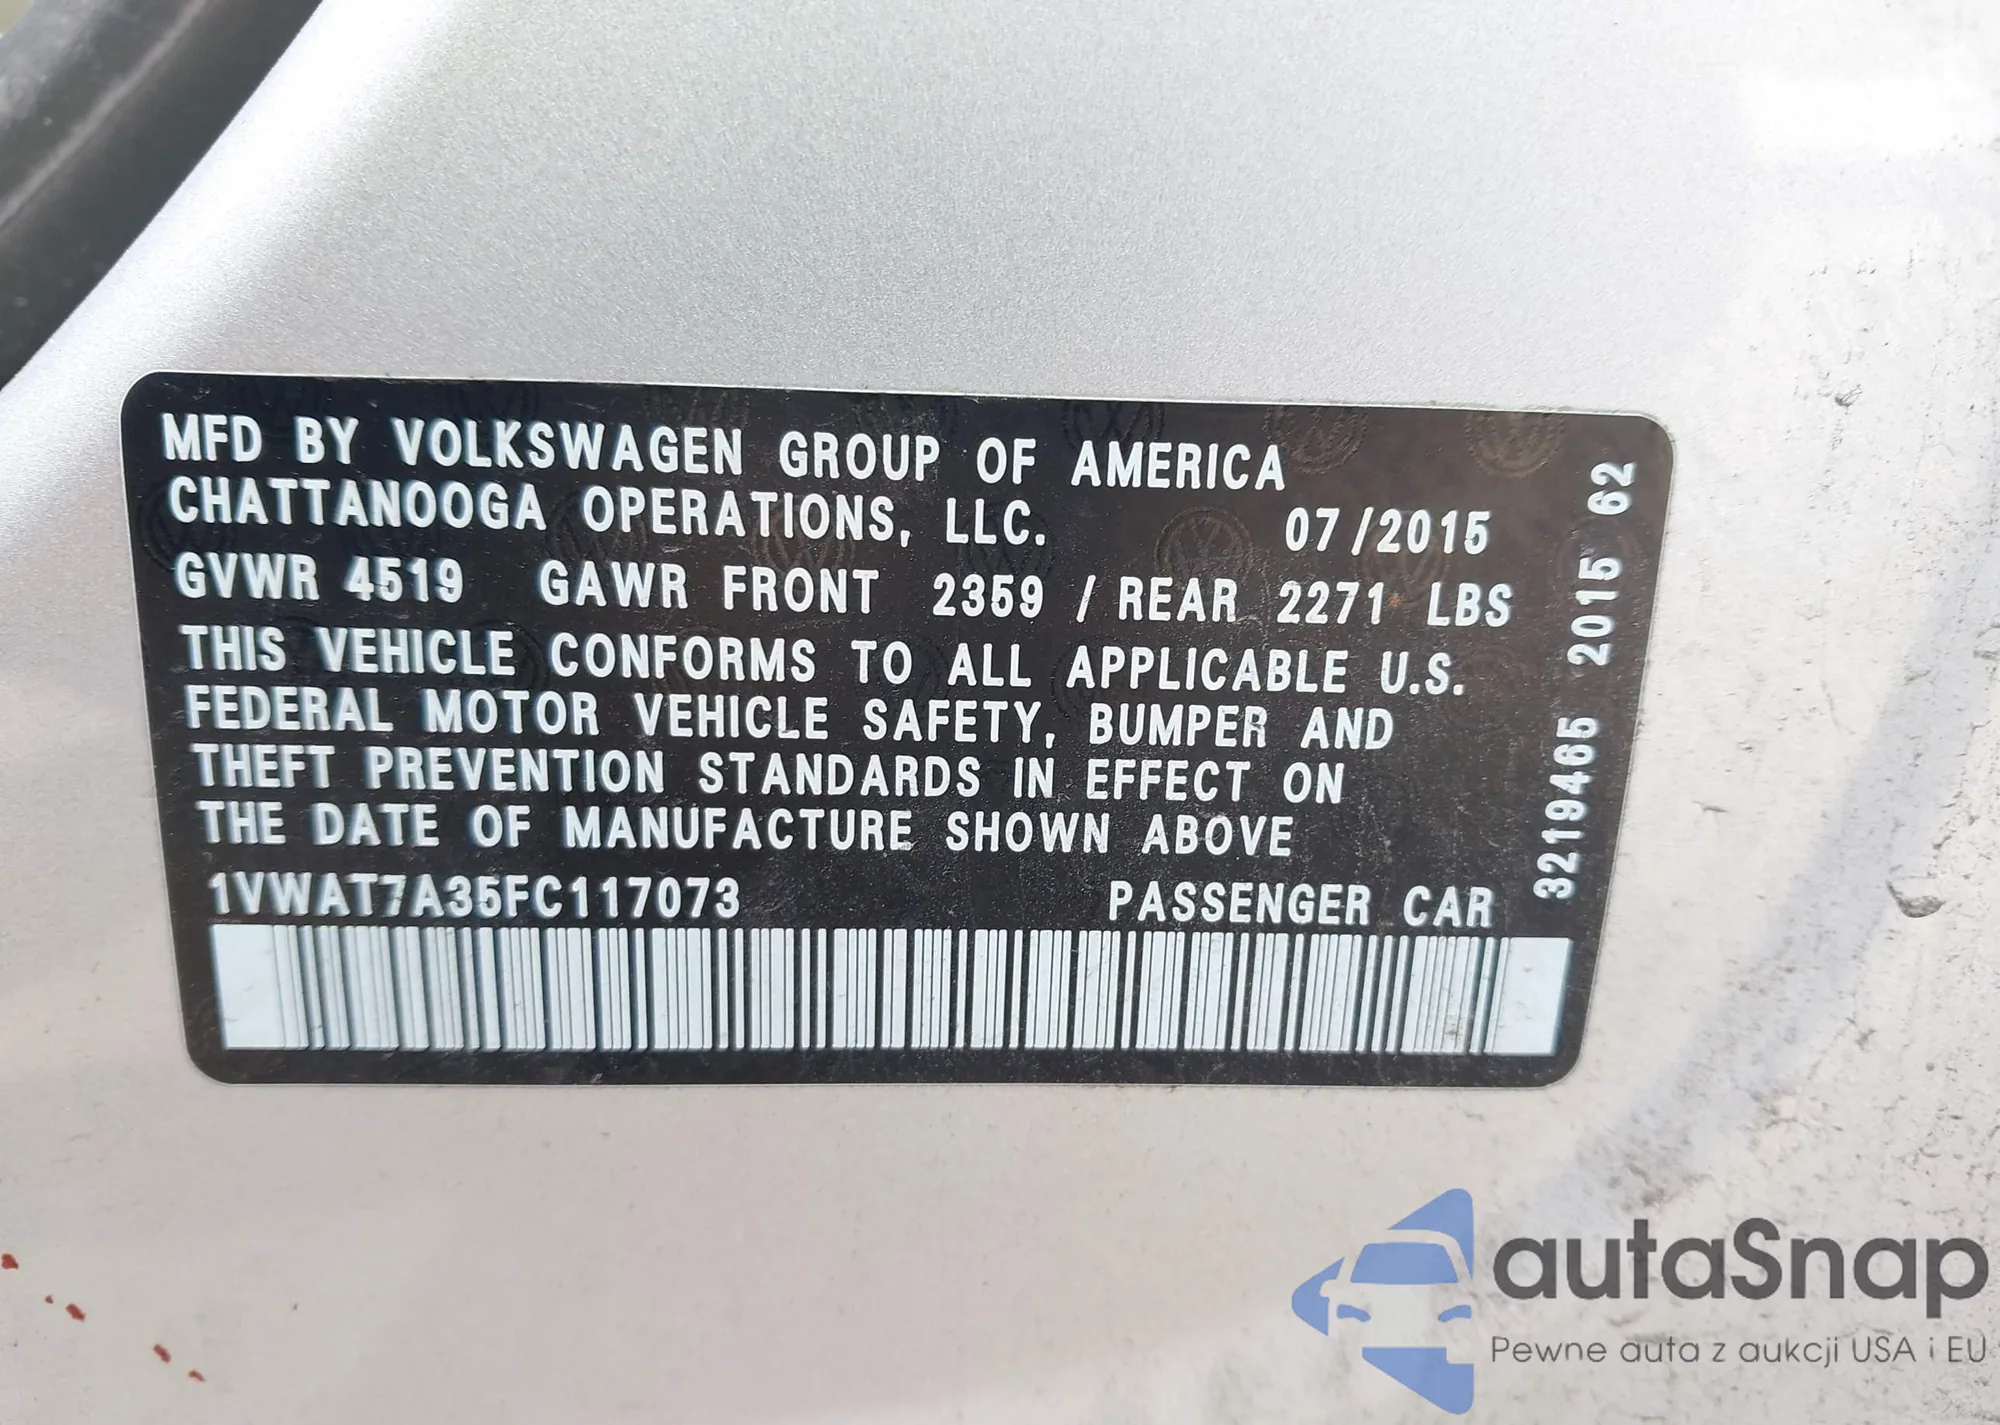 MFD BY VOLKSWAGEN GROUP OF AMERICA
CHATTANOOGA OPERATIONS, LLC. 07/2015
GVWR 4519 GAWR FRONT 2359 / REAR 2271 LBS
THIS VEHICLE CONFORMS TO ALL APPLICABLE U.S.
FEDERAL MOTOR VEHICLE SAFETY, BUMPER AND
THEFT PREVENTION STANDARDS IN EFFECT ON
THE DATE OF MANUFACTURE SHOWN ABOVE
1VWAT7A35FC117073 PASSENGER CAR
3219465 2015 62
autaSnap
Pewne auta z aukcji USA i EU